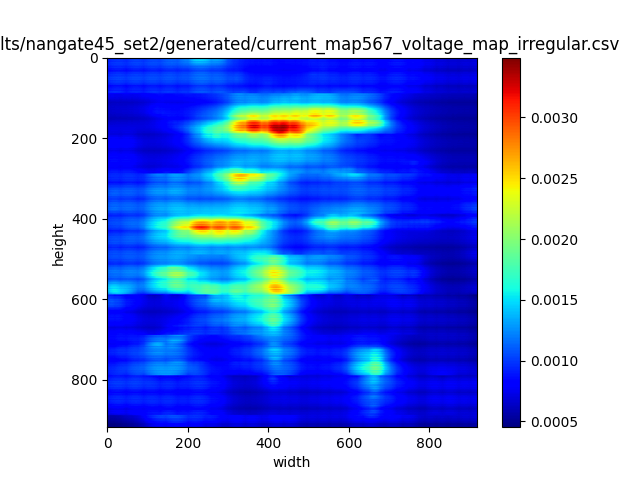 lts/nangate45_set2/generated/current_map567_voltage_map_irregular.csv
0
200
400
600
800
height
0 200 400 600 800
width
0.0030
0.0025
0.0020
0.0015
0.0010
0.0005